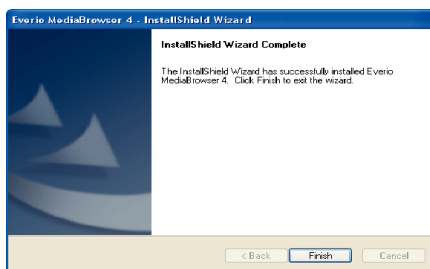 Everio MediaBrowser 4 - InstallShield Wizard
InstallShield Wizard Complete
The InstallShield Wizard has successfully installed Everio
MediaBrowser 4. Click Finish to exit the wizard.
< Back
Finish
Cancel